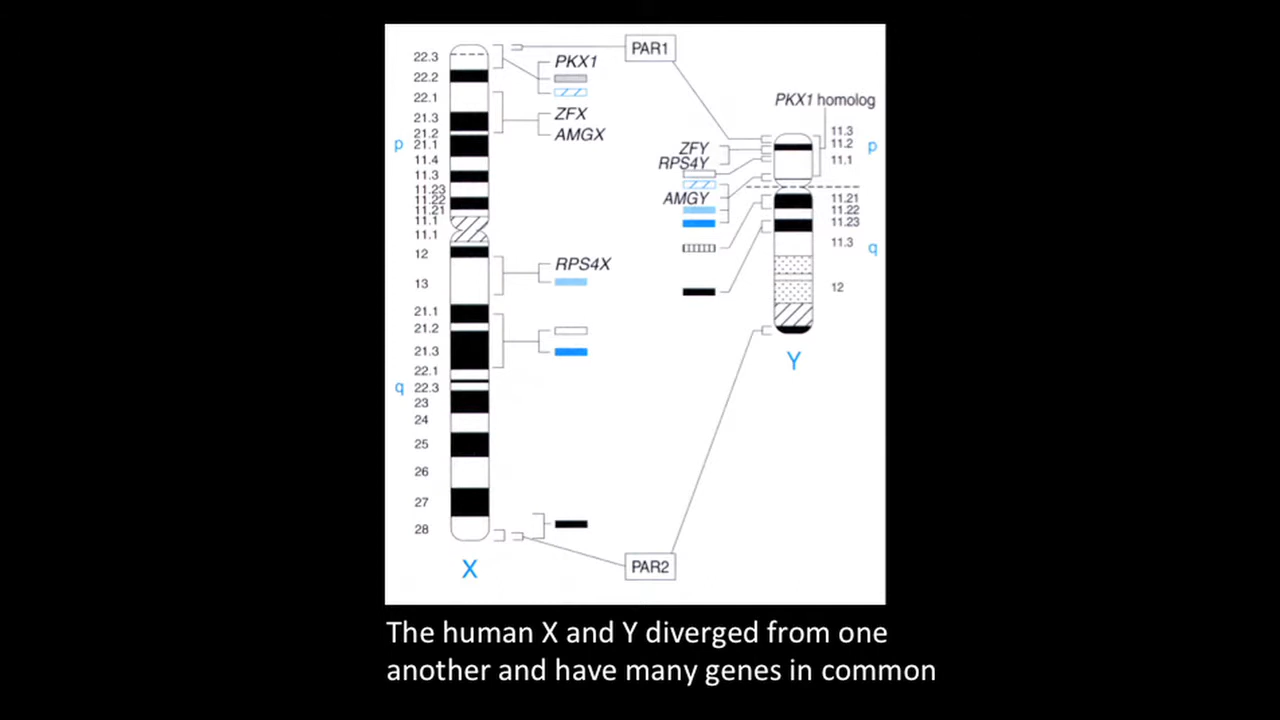 PAR1
22.3
PKX1
22.2
22.1
PKX1 homolog
ZFX
21.3
11.3
AMGX
21.2
11.2
p
21.1
ZFY
p
11.4
RPS4Y
11.1
11.3
11.23
11.22
AMGY
11.21
11.21
11.22
11.1
11.23
11.1
11.3
q
12
RPS4X
13
12
21.1
21.2
21.3
Y
22.1
q
22.3
23
24
25
26
27
28
PAR2
X
The human X and Y diverged from one
another and have many genes in common